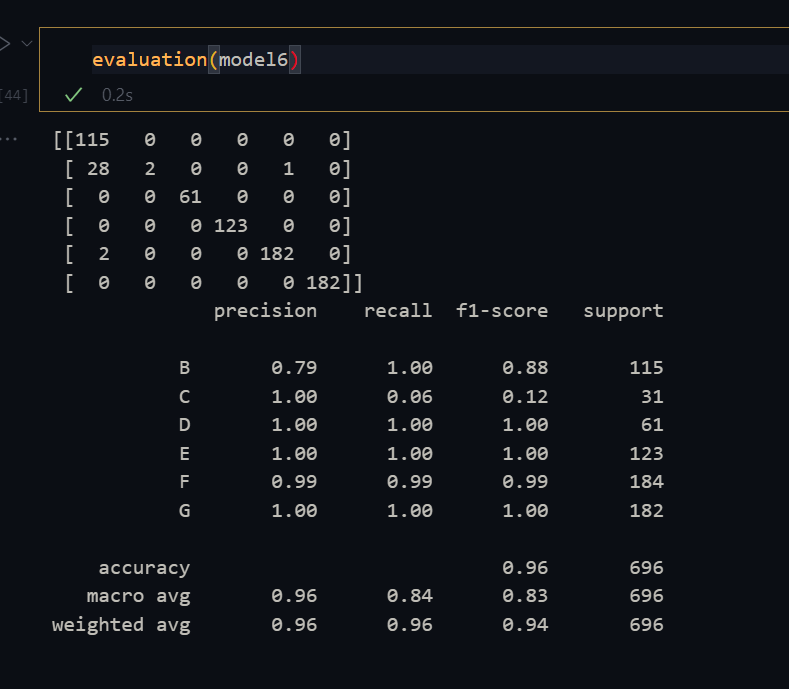 evaluation(model6)
[44]
0.2s
...
[[115 0 0 0 0 0]
[ 28 2 0 0 1 0]
[ 0 0 61 0 0 0]
[ 0 0 0 123 0 0]
[ 2 0 0 0 182 0]
[ 0 0 0 0 0 182]]
precision recall f1-score support
B 0.79 1.00 0.88 115
C 1.00 0.06 0.12 31
D 1.00 1.00 1.00 61
E 1.00 1.00 1.00 123
F 0.99 0.99 0.99 184
G 1.00 1.00 1.00 182
accuracy 0.96 696
macro avg 0.96 0.84 0.83 696
weighted avg 0.96 0.96 0.94 696